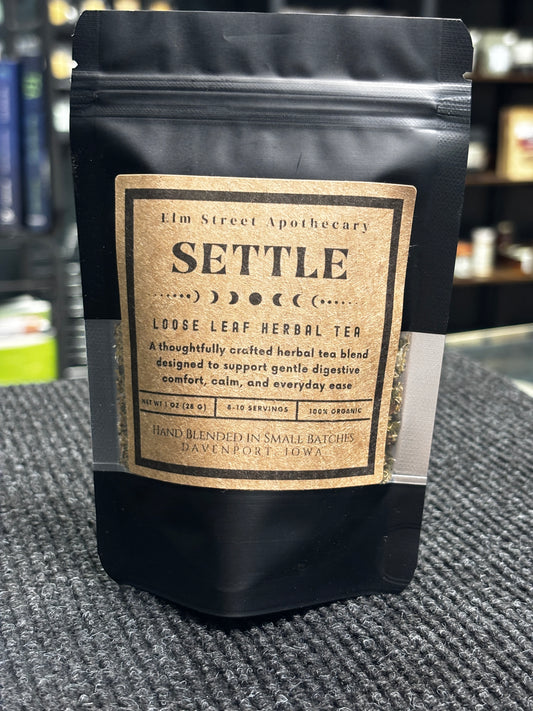 Elm Street Apothecary
SETTLE
LOOSE LEAF HERBAL TEA
A thoughtfully crafted herbal tea blend
designed to support gentle digestive
comfort, calm, and everyday ease
NET WT 1 OZ (28 G) 8-10 SERVINGS 100% ORGANIC
HAND BLENDED IN SMALL BATCHES
DAVENPORT IOWA